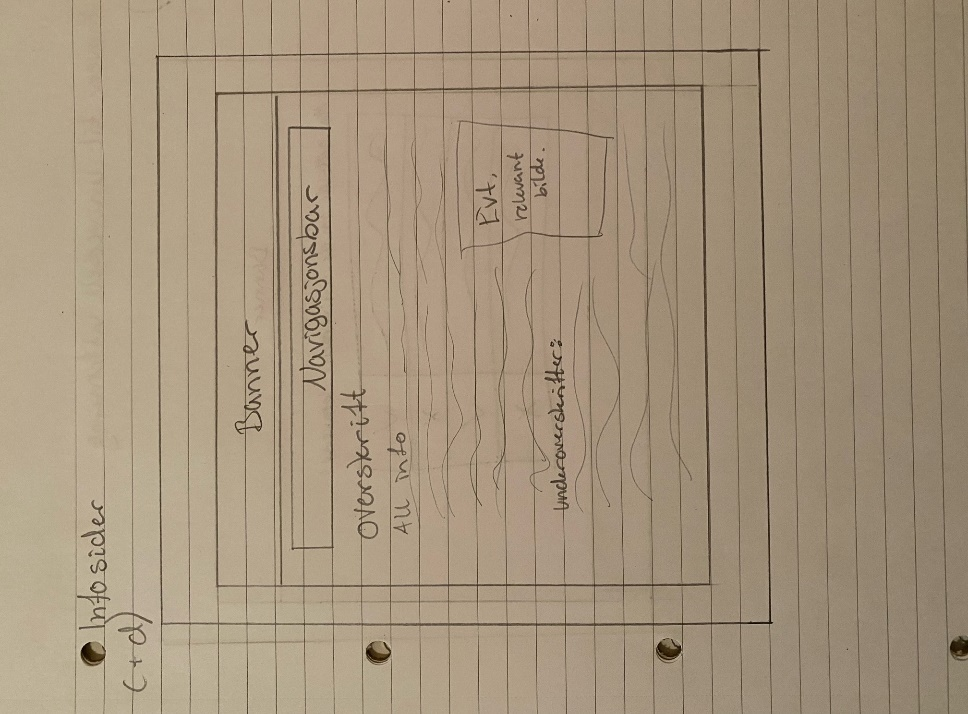 Infosider
(+d)
Banner
Navigasjonsbar
Overskrift
All info
Evt,
relevant
bilde.
underoverskrifter: